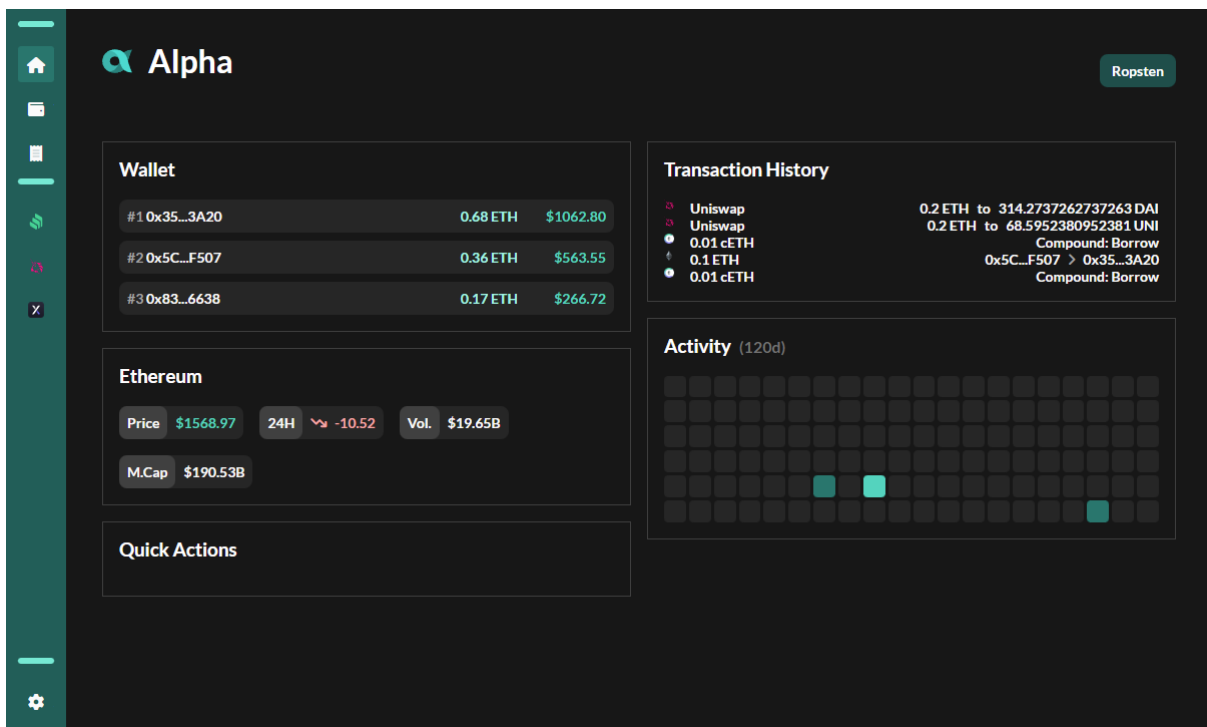 Alpha
Ropsten
Wallet
#1 0x35...3A20 0.68 ETH $1062.80
#2 0x5C...F507 0.36 ETH $563.55
#3 0x83...6638 0.17 ETH $266.72
Ethereum
Price $1568.97 24H -10.52 Vol. $19.65B
M.Cap $190.53B
Quick Actions
Transaction History
Uniswap 0.2 ETH to 314.2737262737263 DAI
Uniswap 0.2 ETH to 68.5952380952381 UNI
0.01 cETH Compound: Borrow
0.1 ETH 0x5C...F507 > 0x35...3A20
0.01 cETH Compound: Borrow
Activity (120d)